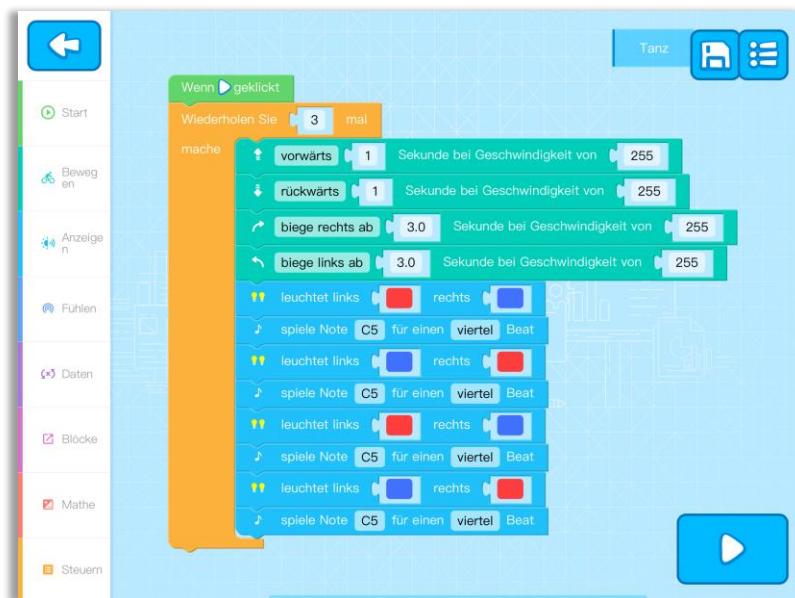 Tanz
Wenn geklickt
Wiederholen Sie 3 mal
mache
vorwärts 1 Sekunde bei Geschwindigkeit von 255
rückwärts 1 Sekunde bei Geschwindigkeit von 255
biege rechts ab 3.0 Sekunde bei Geschwindigkeit von 255
biege links ab 3.0 Sekunde bei Geschwindigkeit von 255
leuchtet links rechts
spiele Note C5 für einen viertel Beat
leuchtet links rechts
spiele Note C5 für einen viertel Beat
leuchtet links rechts
spiele Note C5 für einen viertel Beat
leuchtet links rechts
spiele Note C5 für einen viertel Beat
Start
Beweg
en
Anzeige
n
Fühlen
Daten
Blöcke
Mathe
Steuern